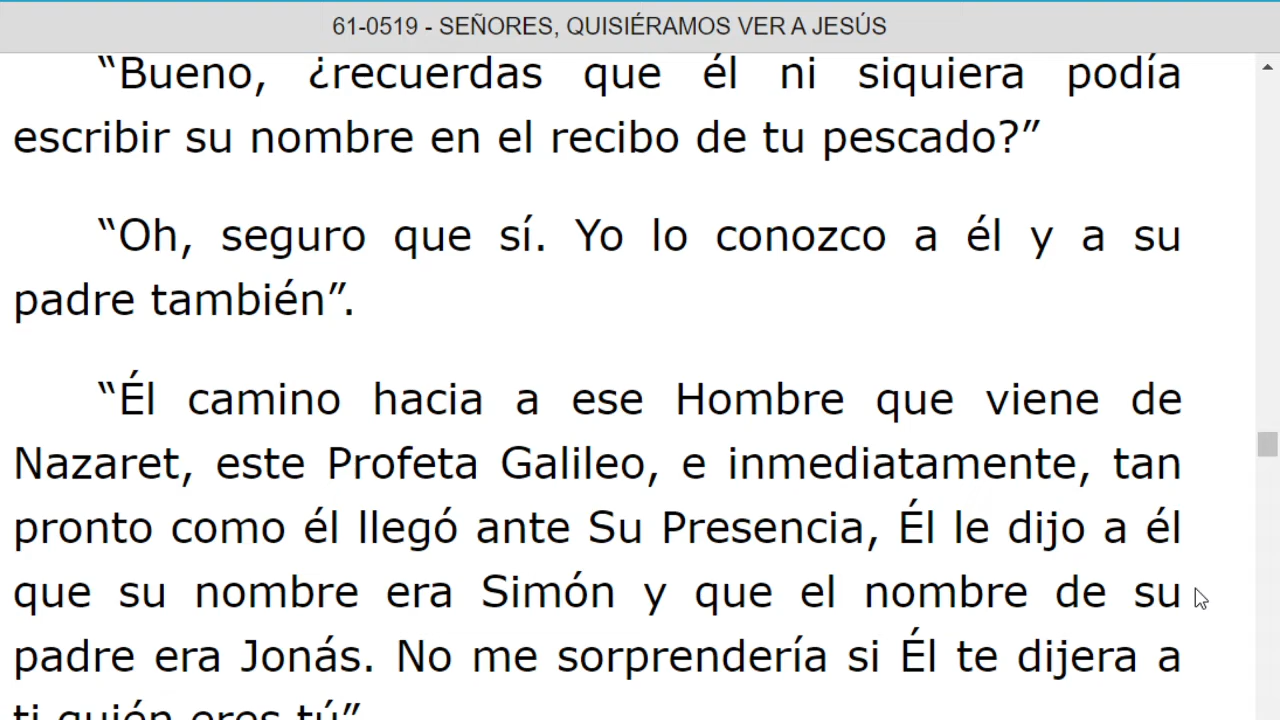 61-0519 - SEÑORES, QUISIÉRAMOS VER A JESÚS
“Bueno, ¿recuerdas que él ni siquiera podía
escribir su nombre en el recibo de tu pescado?”
“Oh, seguro que sí. Yo lo conozco a él y a su
padre también”.
“Él camino hacia a ese Hombre que viene de
Nazaret, este Profeta Galileo, e inmediatamente, tan
pronto como él llegó ante Su Presencia, Él le dijo a él
que su nombre era Simón y que el nombre de su
padre era Jonás. No me sorprendería si Él te dijera a
ti quién eres tú”